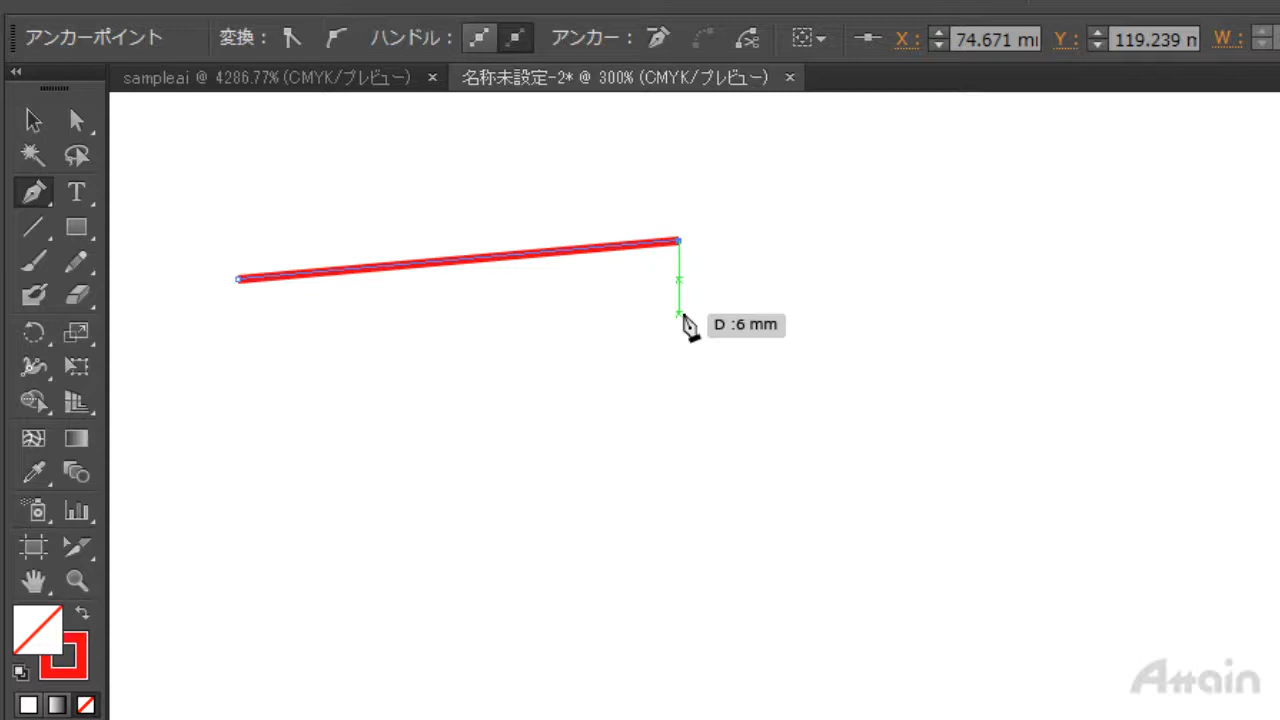 アンカーポイント 変換: ハンドル: アンカー: X: 74.671 Y: 119.239 W:
sampleai @ 4286.77% (CMYK/プレビュー) × 名称未設定-2* @ 300% (CMYK/プレビュー) ×
T
D :6 mm
Attain